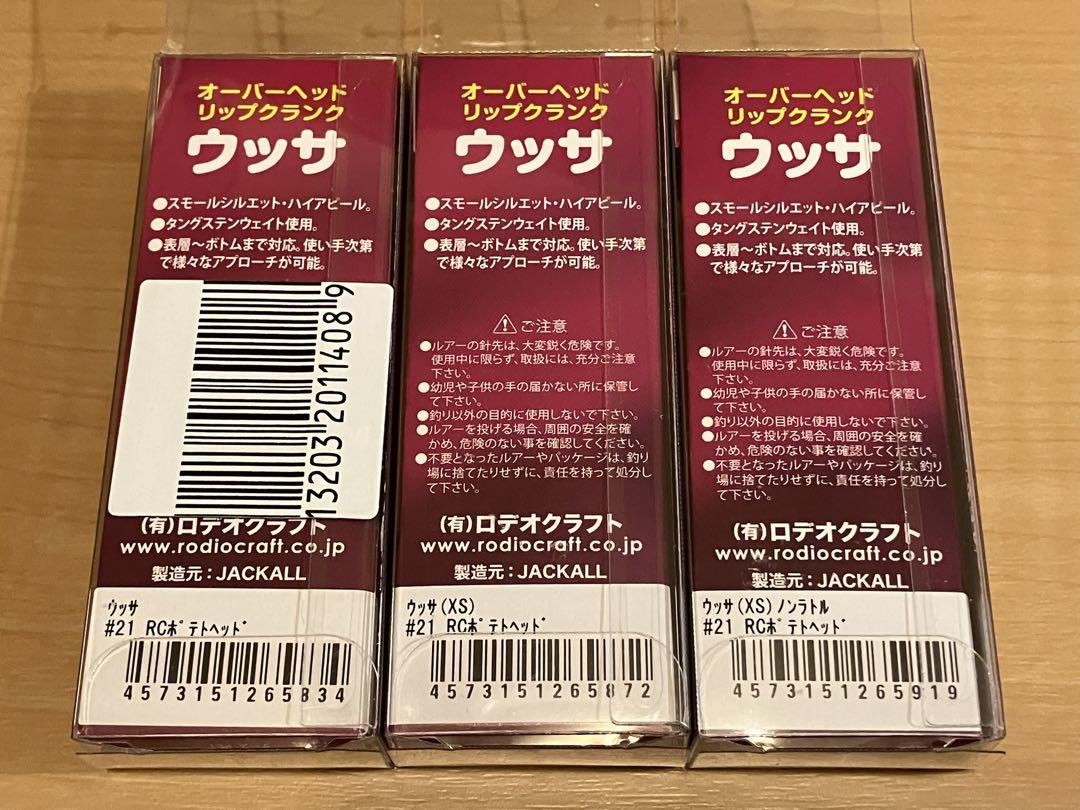 オーバーヘッド
リップクランク
ウッサ
●スモールシルエット・ハイアピール。
●タングステンウェイト使用。
●表層～ボトムまで対応。使い手次第
で様々なアプローチが可能。
13203 2011408 9
(有)ロデオクラフト
www.rodiocraft.co.jp
製造元：JACKALL
ウッサ
#21 RCポテトヘッド
4573151265834
オーバーヘッド
リップクランク
ウッサ
●スモールシルエット・ハイアピール。
●タングステンウェイト使用。
●表層～ボトムまで対応。使い手次第
で様々なアプローチが可能。
ご注意
●ルアーの針先は、大変鋭く危険です。
使用中に限らず、取扱には、充分ご注意
下さい。
●幼児や子供の手の届かない所に保管し
て下さい。
●釣り以外の目的に使用しないで下さい。
●ルアーを投げる場合、周囲の安全を確
かめ、危険のない事を確認してください。
●不要となったルアーやパッケージは、釣り
場に捨てたりせずに、責任を持って処分し
て下さい。
(有)ロデオクラフト
www.rodiocraft.co.jp
製造元：JACKALL
ウッサ(XS)
#21 RCポテトヘッド
4573151265872
オーバーヘッド
リップクランク
ウッサ
●スモールシルエット・ハイアピール。
●タングステンウェイト使用。
●表層～ボトムまで対応。使い手次第
で様々なアプローチが可能。
ご注意
●ルアーの針先は、大変鋭く危険です。
使用中に限らず、取扱には、充分ご注意
下さい。
●幼児や子供の手の届かない所に保管し
て下さい。
●釣り以外の目的に使用しないで下さい。
●ルアーを投げる場合、周囲の安全を確
かめ、危険のない事を確認してください。
●不要となったルアーやパッケージは、釣り
場に捨てたりせずに、責任を持って処分し
て下さい。
(有)ロデオクラフト
www.rodiocraft.co.jp
製造元：JACKALL
ウッサ(XS)ノンラトル
#21 RCポテトヘッド
4573151265919